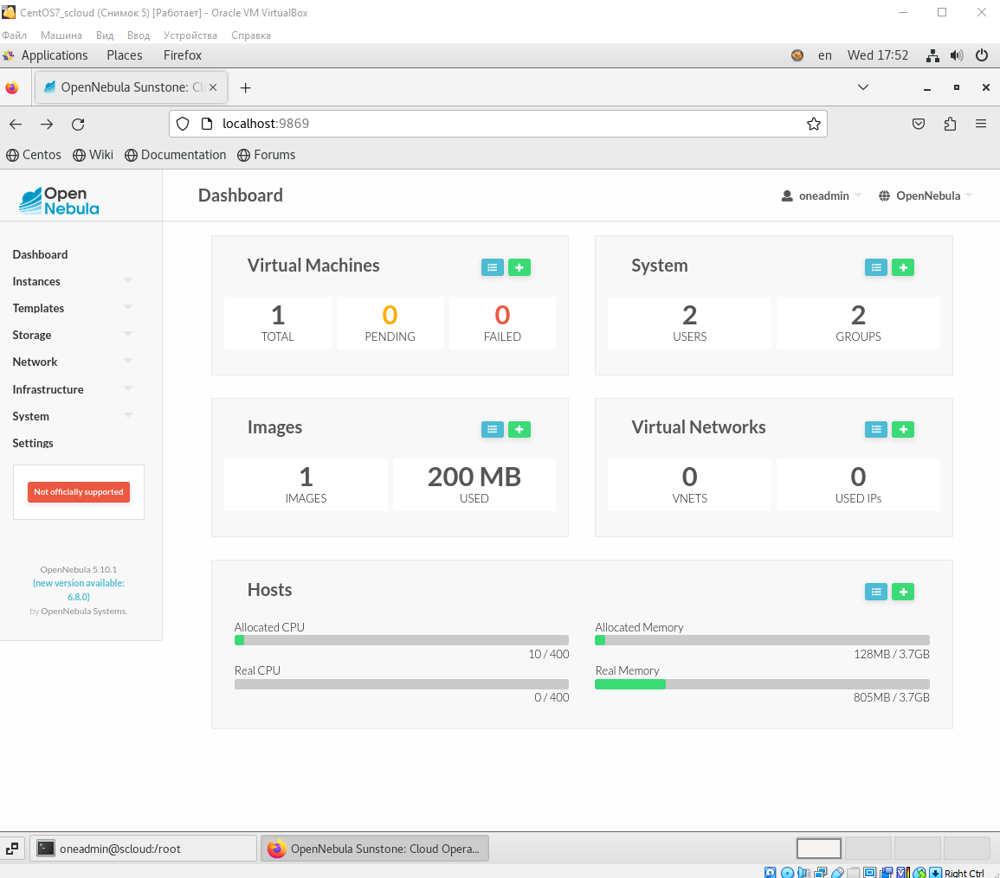 CentOS7_scloud (Снимок 5) [Работает] - Oracle VM VirtualBox
Файл Машина Вид Ввод Устройства Справка
Applications Places Firefox en Wed 17:52
OpenNebula Sunstone: Clo
localhost:9869
Centos Wiki Documentation Forums
Open
Nebula
Dashboard
oneadmin OpenNebula
Dashboard
Instances
Templates
Storage
Network
Infrastructure
System
Settings
Not officially supported
OpenNebula 5.10.1
(new version available:
6.8.0)
by OpenNebula Systems.
Virtual Machines
1 0 0
TOTAL PENDING FAILED
System
2 2
USERS GROUPS
Images
1 200 MB
IMAGES USED
Virtual Networks
0 0
VNETS USED IPs
Hosts
Allocated CPU
10 / 400
Real CPU
0 / 400
Allocated Memory
128MB / 3.7GB
Real Memory
805MB / 3.7GB
oneadmin@scloud:/root OpenNebula Sunstone: Cloud Opera...
Right Ctrl